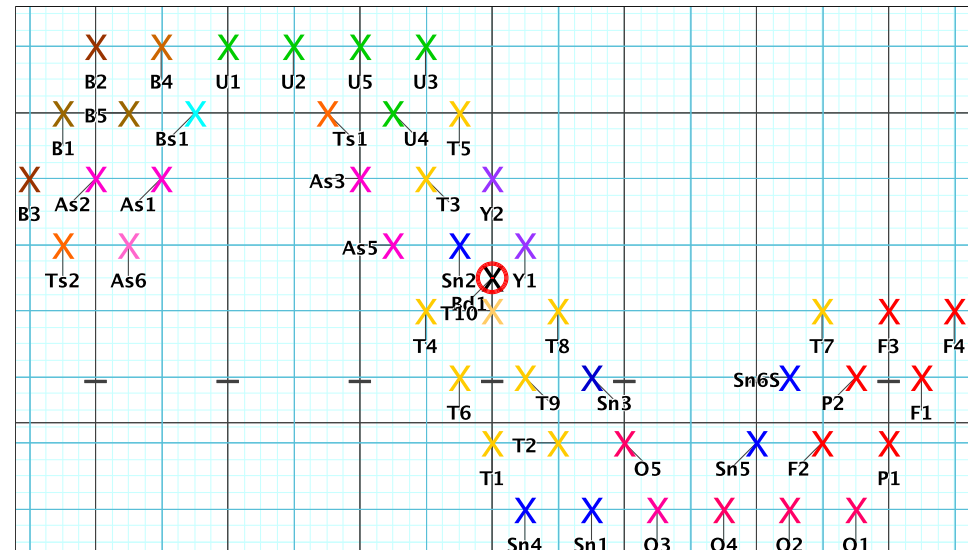 B2 B4 U1 U2 U5 U3
B1 B5 Bs1 Ts1 U4 T5
B3 As2 As1 As3 T3 Y2
Ts2 As6 As5 Sn2 Y1
Bd1
T10
T4 T8 T7 F3 F4
T6 T9 Sn3 Sn6S P2 F1
T1 T2 O5 Sn5 F2 P1
Sn4 Sn1 O3 O4 O2 O1